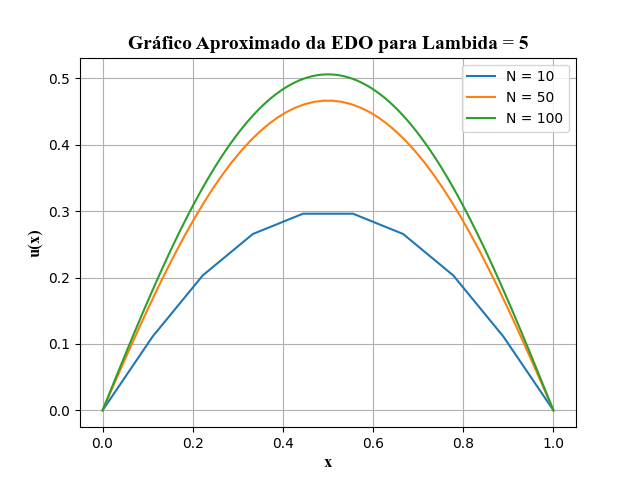 Gráfico Aproximado da EDO para Lambida = 5
N = 10
N = 50
N = 100
u(x)
0.5
0.4
0.3
0.2
0.1
0.0
0.0 0.2 0.4 0.6 0.8 1.0
x